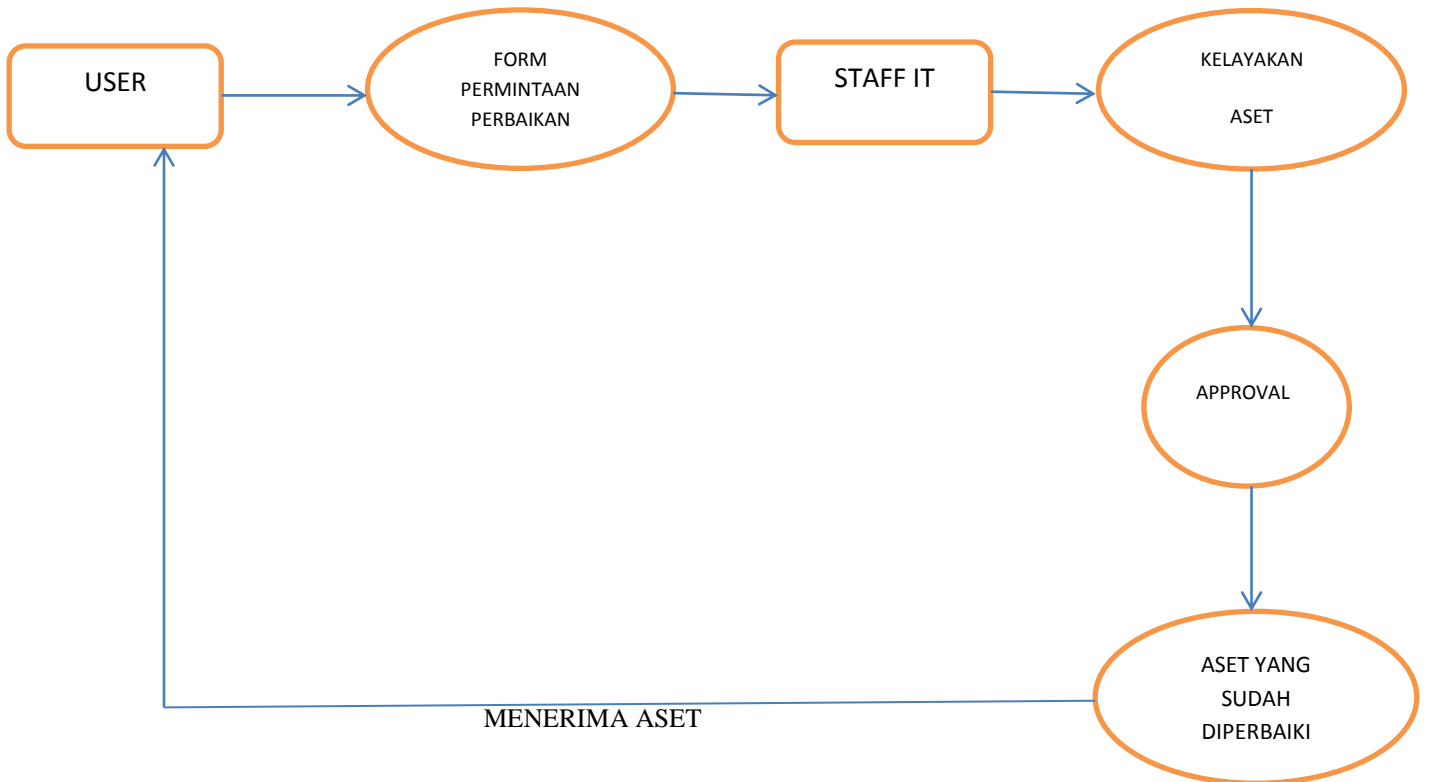 USER
FORM
PERMINTAAN
PERBAIKAN
STAFF IT
KELAYAKAN
ASET
APPROVAL
ASET YANG
SUDAH
DIPERBAIKI
MENERIMA ASET